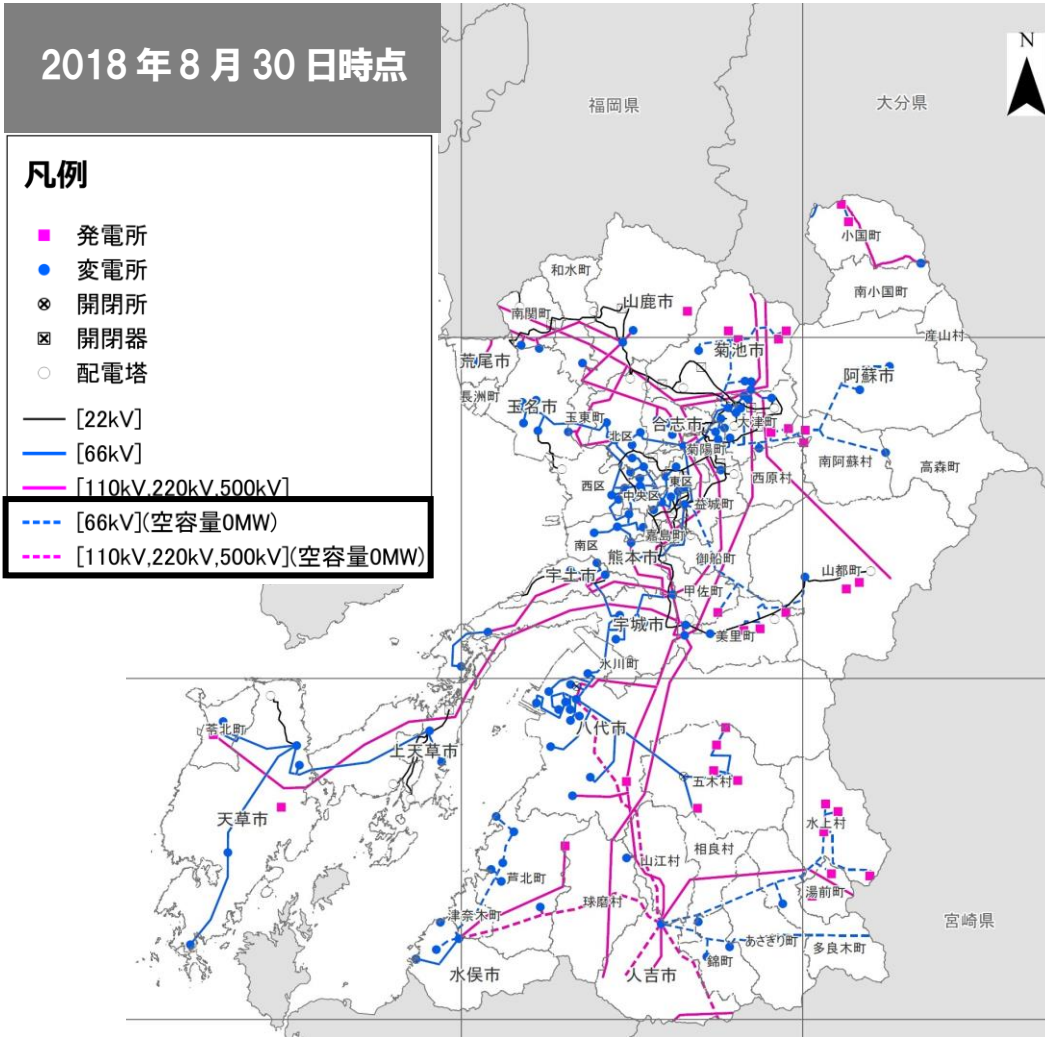 2018年8月30日時点
凡例
発電所
変電所
開閉所
開閉器
配電塔
[22kV]
[66kV]
[110kV,220kV,500kV]
[66kV](空容量0MW)
[110kV,220kV,500kV](空容量0MW)
N
福岡県
大分県
小国町
和水町
南小国町
南関町
山鹿市
産山村
荒尾市
菊池市
阿蘇市
長洲町
玉名市
玉東町
合志市
大津町
北区
菊陽町
南阿蘇村
高森町
西原村
西区
中央区
東区
益城町
南区
嘉島町
熊本市
御船町
宇土市
山都町
甲佐町
宇城市
美里町
氷川町
苓北町
八代市
上天草市
五木村
天草市
水上村
相良村
山江村
芦北町
湯前町
球磨村
津奈木町
宮崎県
あさぎり町
多良木町
錦町
水俣市
人吉市